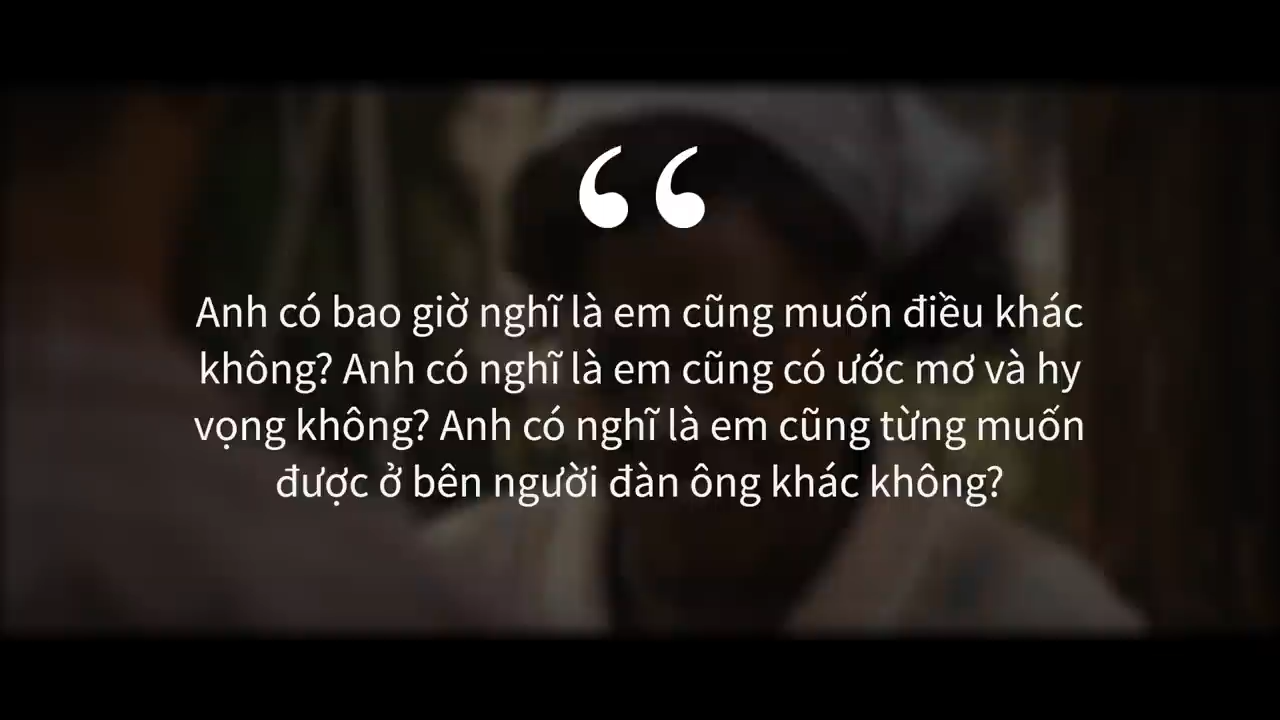 “
Anh có bao giờ nghĩ là em cũng muốn điều khác
không? Anh có nghĩ là em cũng có ước mơ và hy
vọng không? Anh có nghĩ là em cũng từng muốn
được ở bên người đàn ông khác không?